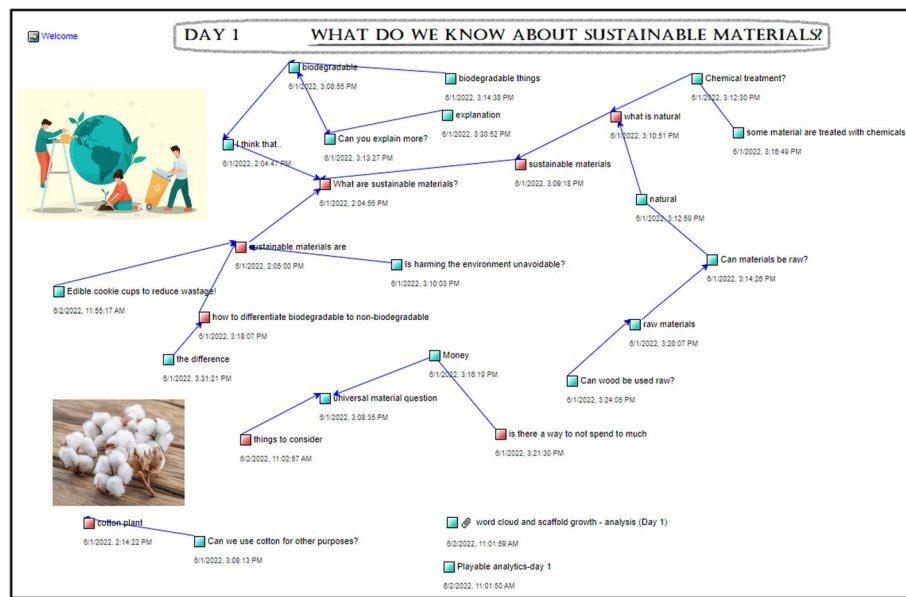 Welcome
DAY 1 WHAT DO WE KNOW ABOUT SUSTAINABLE MATERIALS?
biodegradable
6/1/2022, 3:08:55 PM
biodegradable things
6/1/2022, 3:14:38 PM
Chemical treatment?
6/1/2022, 3:12:30 PM
explanation
6/1/2022, 3:30:52 PM
what is natural
6/1/2022, 3:10:51 PM
some material are treated with chemicals
6/1/2022, 3:16:49 PM
I think that..
6/1/2022, 2:04:47 PM
Can you explain more?
6/1/2022, 3:13:27 PM
sustainable materials
6/1/2022, 3:09:18 PM
What are sustainable materials?
6/1/2022, 2:04:56 PM
natural
6/1/2022, 3:12:59 PM
sustainable materials are
6/1/2022, 2:05:00 PM
Is harming the environment unavoidable?
6/1/2022, 3:10:03 PM
Can materials be raw?
6/1/2022, 3:14:26 PM
Edible cookie cups to reduce wastage!
6/2/2022, 11:55:17 AM
how to differentiate biodegradable to non-biodegradable
6/1/2022, 3:18:07 PM
raw materials
6/1/2022, 3:20:07 PM
the difference
6/1/2022, 3:31:21 PM
Money
6/1/2022, 3:16:19 PM
Can wood be used raw?
6/1/2022, 3:24:05 PM
universal material question
6/1/2022, 3:08:35 PM
things to consider
6/2/2022, 11:02:57 AM
is there a way to not spend to much
6/1/2022, 3:21:30 PM
cotton plant
6/1/2022, 2:14:22 PM
Can we use cotton for other purposes?
6/1/2022, 3:08:13 PM
word cloud and scaffold growth - analysis (Day 1)
6/2/2022, 11:01:59 AM
Playable analytics-day 1
6/2/2022, 11:01:50 AM